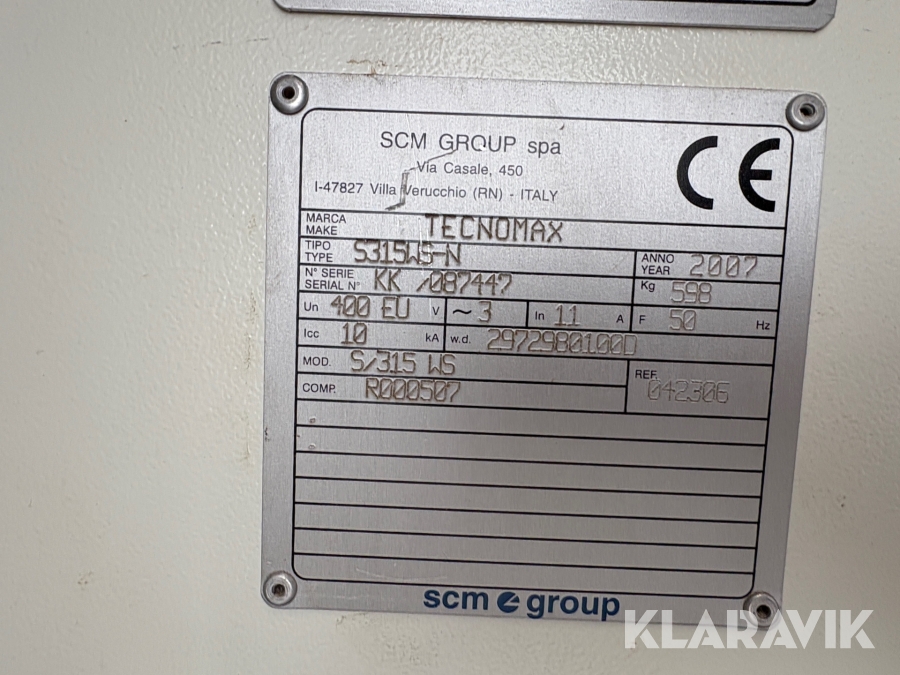 SCM GROUP spa
Via Casale, 450
I-47827 Villa Verucchio (RN) - ITALY
CE
MARCA
MAKE
TECNOMAX
TIPO
TYPE
S315WS-N
ANNO
YEAR
2007
N° SERIE
SERIAL N°
KK /087447
Kg 598
Un 400 EU V ~ 3 In 11 A F 50 Hz
Icc 10 kA w.d. 2972980100D
MOD. S/315 WS
REF. 042306
COMP. R000507
scm group
KLARAVIK